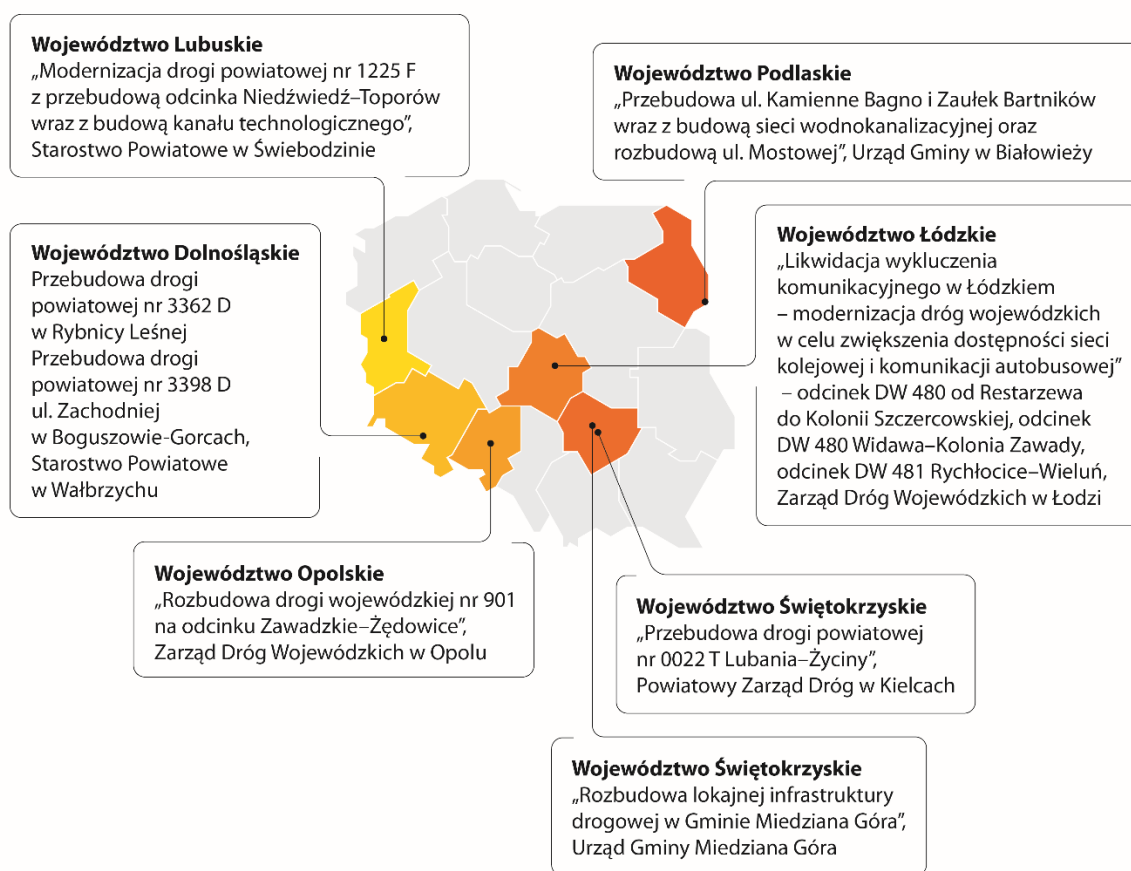 Województwo Lubuskie
„Modernizacja drogi powiatowej nr 1225 F
z przebudową odcinka Niedźwiedź–Toporów
wraz z budową kanału technologicznego”,
Starostwo Powiatowe w Świebodzinie
Województwo Podlaskie
„Przebudowa ul. Kamienne Bagno i Zaułek Bartników
wraz z budową sieci wodnokanalizacyjnej oraz
rozbudową ul. Mostowej”, Urząd Gminy w Białowieży
Województwo Dolnośląskie
Przebudowa drogi
powiatowej nr 3362 D
w Rybnicy Leśnej
Przebudowa drogi
powiatowej nr 3398 D
ul. Zachodniej
w Boguszowie-Gorcach,
Starostwo Powiatowe
w Wałbrzychu
Województwo Łódzkie
„Likwidacja wykluczenia
komunikacyjnego w Łódzkiem
– modernizacja dróg wojewódzkich
w celu zwiększenia dostępności sieci
kolejowej i komunikacji autobusowej”
– odcinek DW 480 od Restarzewa
do Kolonii Szczercowskiej, odcinek
DW 480 Widawa–Kolonia Zawady,
odcinek DW 481 Rychłocice–Wieluń,
Zarząd Dróg Wojewódzkich w Łodzi
Województwo Opolskie
„Rozbudowa drogi wojewódzkiej nr 901
na odcinku Zawadzkie–Żędowice”,
Zarząd Dróg Wojewódzkich w Opolu
Województwo Świętokrzyskie
„Przebudowa drogi powiatowej
nr 0022 T Lubania–Życiny”,
Powiatowy Zarząd Dróg w Kielcach
Województwo Świętokrzyskie
„Rozbudowa lokajnej infrastruktury
drogowej w Gminie Miedziana Góra”,
Urząd Gminy Miedziana Góra